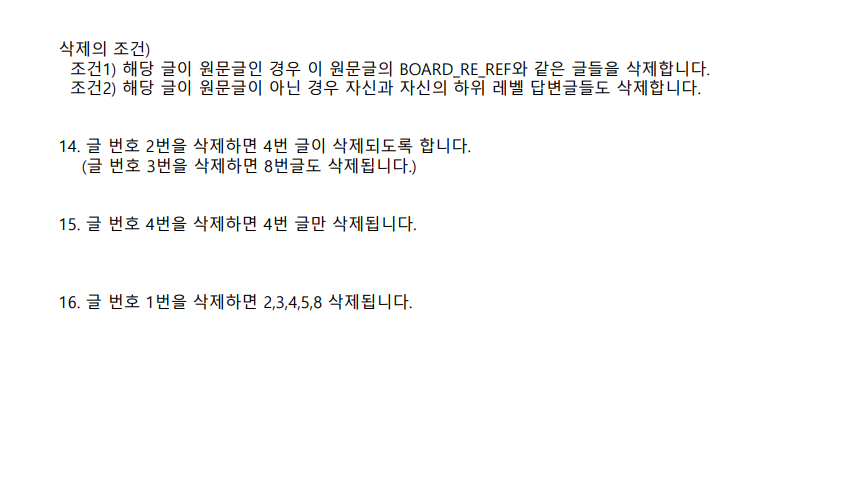 삭제의 조건)
조건1) 해당 글이 원문글인 경우 이 원문글의 BOARD_RE_REF와 같은 글들을 삭제합니다.
조건2) 해당 글이 원문글이 아닌 경우 자신과 자신의 하위 레벨 답변글들도 삭제합니다.
14. 글 번호 2번을 삭제하면 4번 글이 삭제되도록 합니다.
(글 번호 3번을 삭제하면 8번글도 삭제됩니다.)
15. 글 번호 4번을 삭제하면 4번 글만 삭제됩니다.
16. 글 번호 1번을 삭제하면 2,3,4,5,8 삭제됩니다.